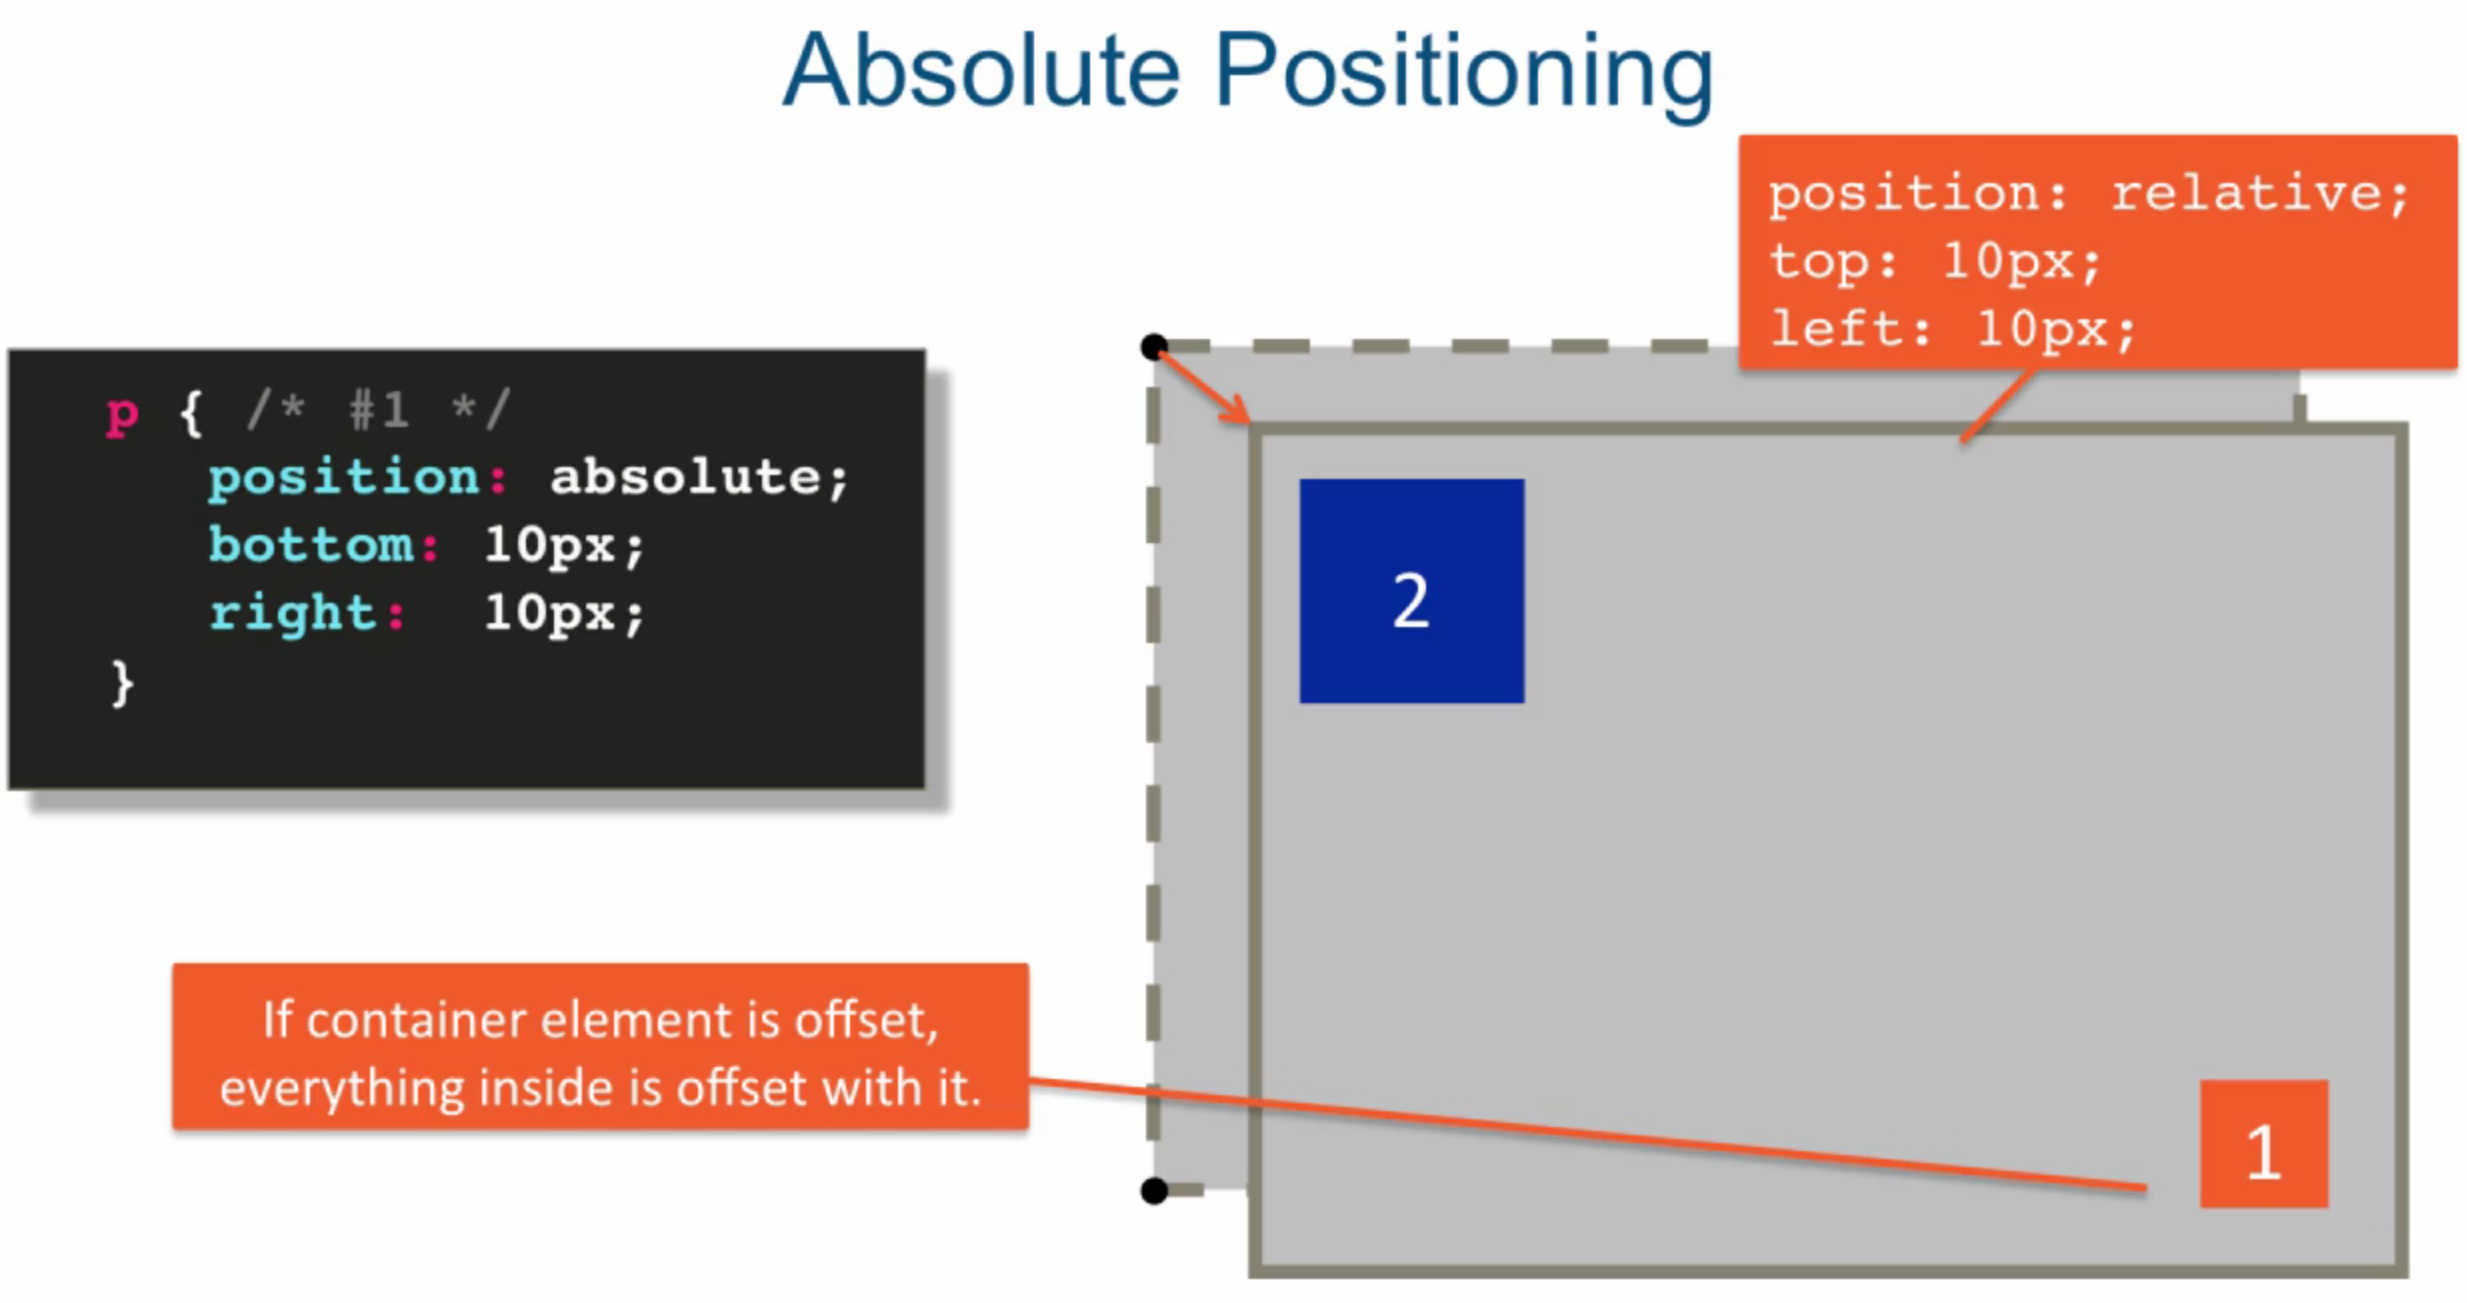 Absolute Positioning
position: relative;
top: 10px;
left: 10px;
p { /* #1 */
position: absolute;
bottom: 10px;
right: 10px;
}
2
If container element is offset,
everything inside is offset with it.
1